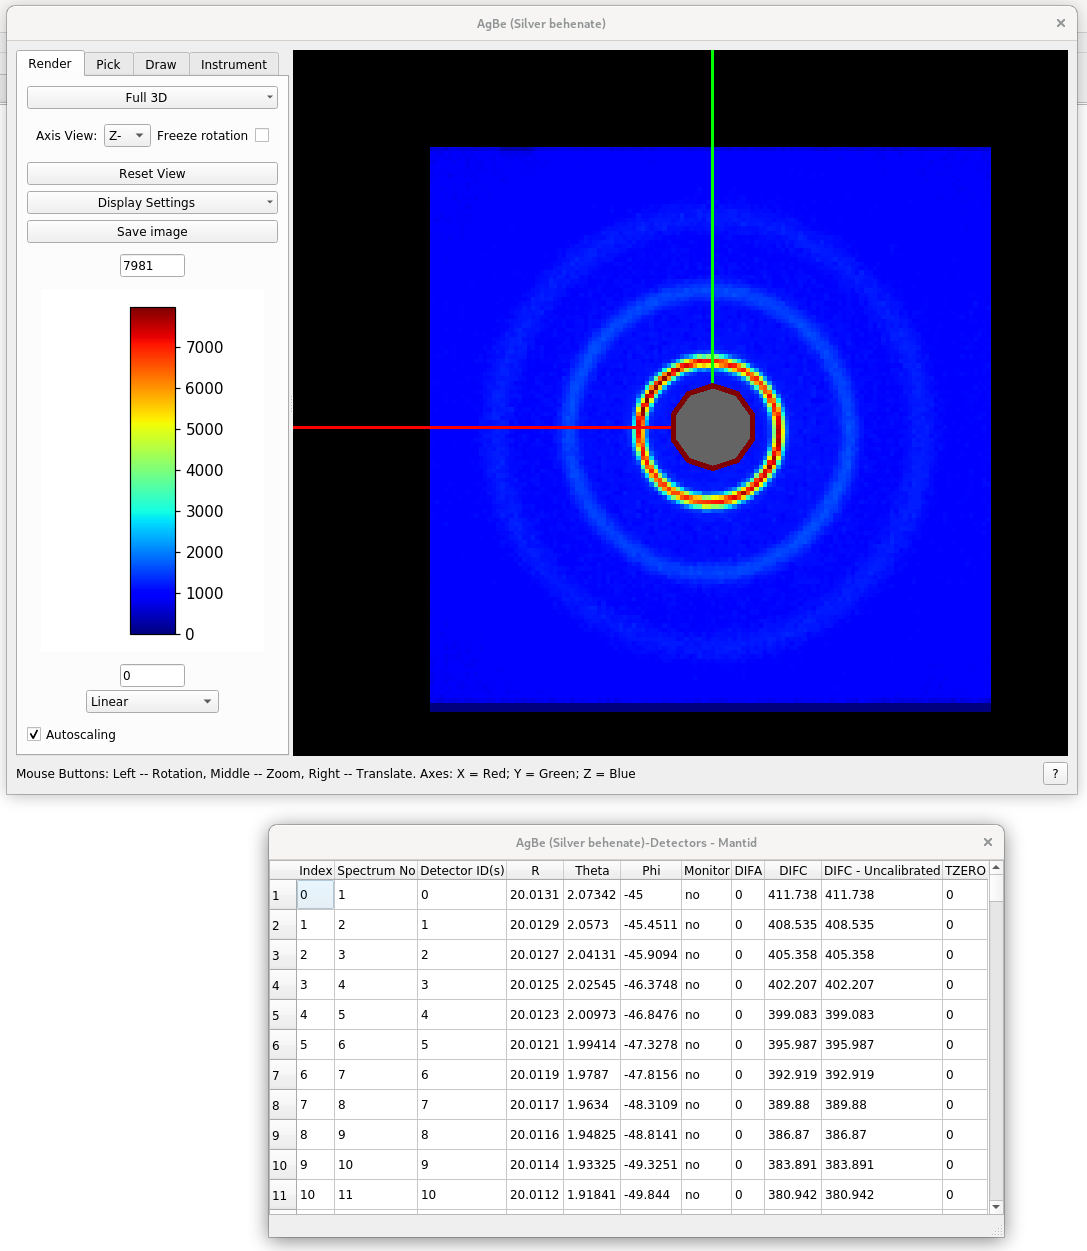 AgBe (Silver behenate)
Render Pick Draw Instrument
Full 3D
Axis View: Z- Freeze rotation
Reset View
Display Settings
Save image
7981
7000
6000
5000
4000
3000
2000
1000
0
0
Linear
Autoscaling
Mouse Buttons: Left -- Rotation, Middle -- Zoom, Right -- Translate. Axes: X = Red; Y = Green; Z = Blue
?
AgBe (Silver behenate)-Detectors - Mantid
Index Spectrum No Detector ID(s) R Theta Phi Monitor DIFA DIFC DIFC - Uncalibrated TZERO
1 0 1 0 20.0131 2.07342 -45 no 0 411.738 411.738 0
2 1 2 1 20.0129 2.0573 -45.4511 no 0 408.535 408.535 0
3 2 3 2 20.0127 2.04131 -45.9094 no 0 405.358 405.358 0
4 3 4 3 20.0125 2.02545 -46.3748 no 0 402.207 402.207 0
5 4 5 4 20.0123 2.00973 -46.8476 no 0 399.083 399.083 0
6 5 6 5 20.0121 1.99414 -47.3278 no 0 395.987 395.987 0
7 6 7 6 20.0119 1.9787 -47.8156 no 0 392.919 392.919 0
8 7 8 7 20.0117 1.9634 -48.3109 no 0 389.88 389.88 0
9 8 9 8 20.0116 1.94825 -48.8141 no 0 386.87 386.87 0
10 9 10 9 20.0114 1.93325 -49.3251 no 0 383.891 383.891 0
11 10 11 10 20.0112 1.91841 -49.844 no 0 380.942 380.942 0